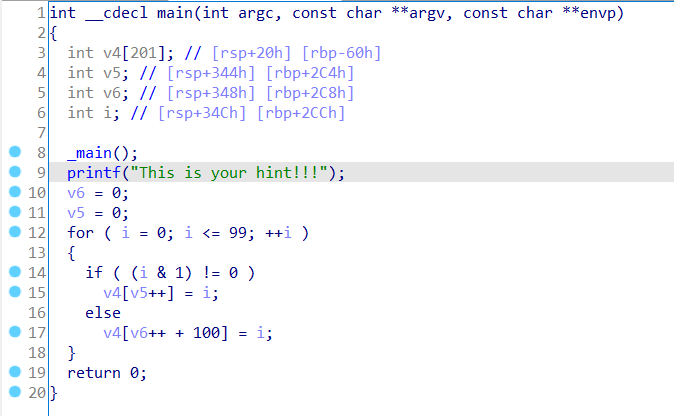 1 int __cdecl main(int argc, const char **argv, const char **envp)
2 {
3 int v4[201]; // [rsp+20h] [rbp-60h]
4 int v5; // [rsp+344h] [rbp+2C4h]
5 int v6; // [rsp+348h] [rbp+2C8h]
6 int i; // [rsp+34Ch] [rbp+2CCh]
7
8 _main();
9 printf("This is your hint!!!");
10 v6 = 0;
11 v5 = 0;
12 for ( i = 0; i <= 99; ++i )
13 {
14 if ( (i & 1) != 0 )
15 v4[v5++] = i;
16 else
17 v4[v6++ + 100] = i;
18 }
19 return 0;
20 }